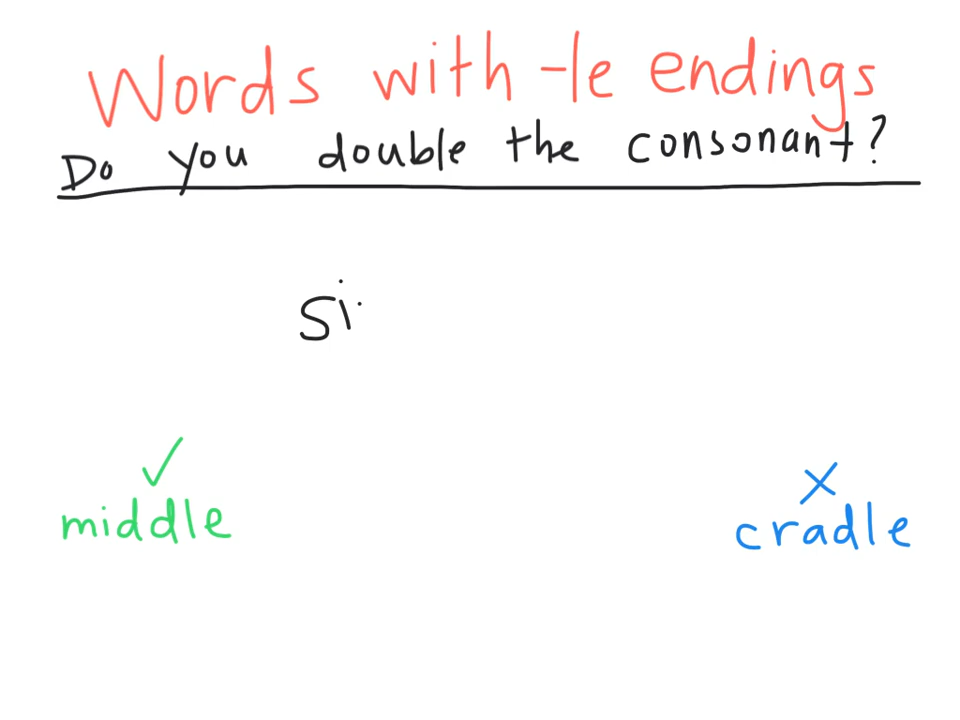 Words with -le endings
Do you double the consonant?
si
✓
middle
x
cradle